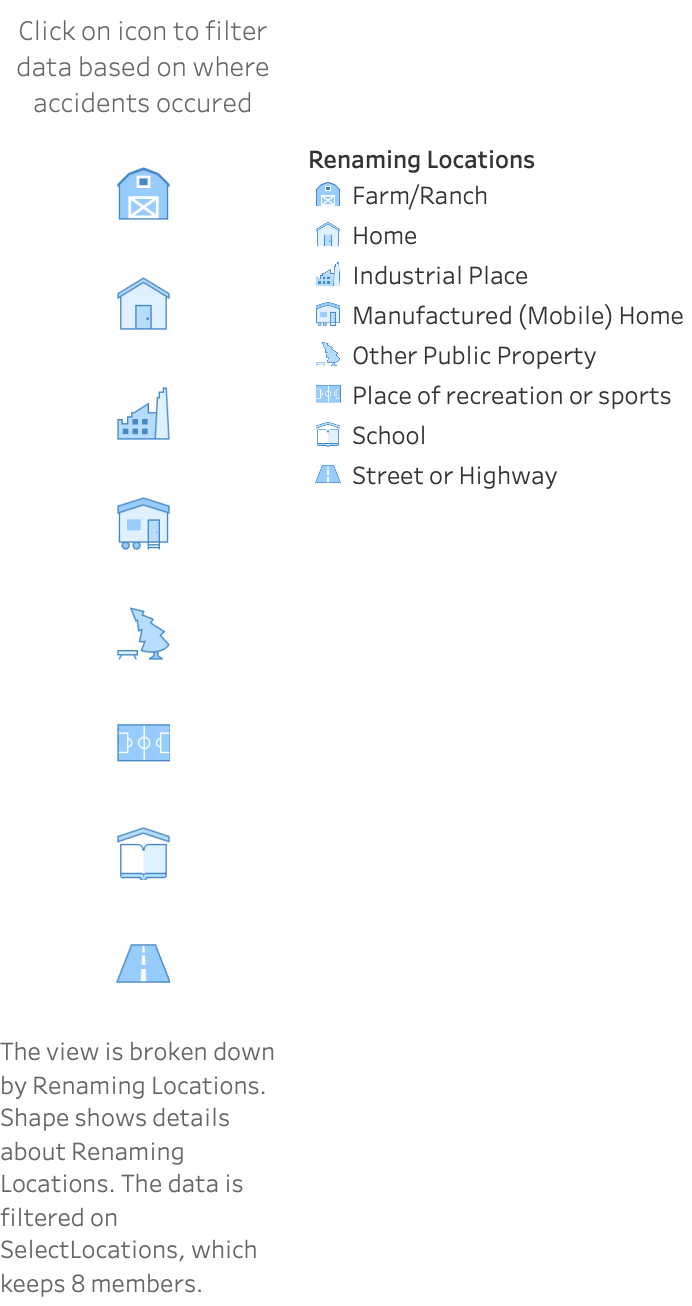 Click on icon to filter
data based on where
accidents occured
Renaming Locations
Farm/Ranch
Home
Industrial Place
Manufactured (Mobile) Home
Other Public Property
Place of recreation or sports
School
Street or Highway
The view is broken down
by Renaming Locations.
Shape shows details
about Renaming
Locations. The data is
filtered on
SelectLocations, which
keeps 8 members.